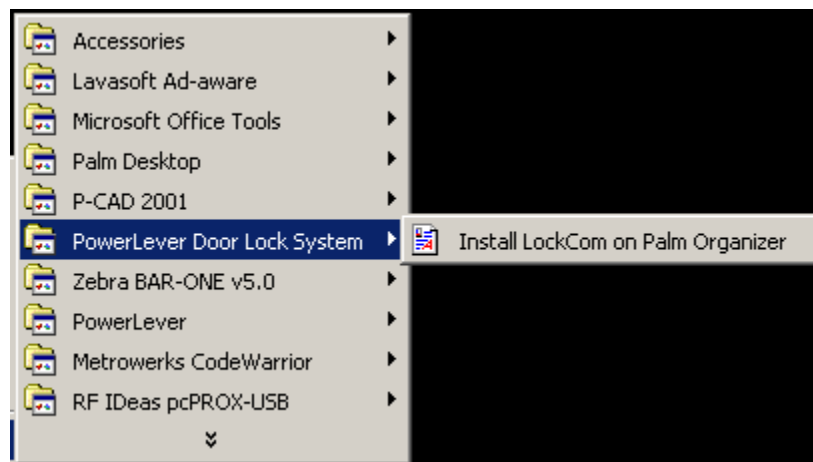 Accessories
Lavasoft Ad-aware
Microsoft Office Tools
Palm Desktop
P-CAD 2001
PowerLever Door Lock System
Install LockCom on Palm Organizer
Zebra BAR-ONE v5.0
PowerLever
Metrowerks CodeWarrior
RF IDeas pcPROX-USB